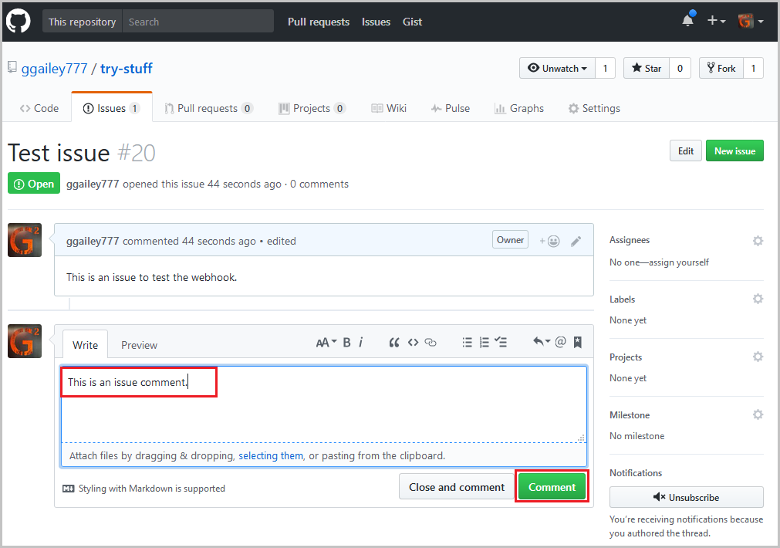 This repository Search Pull requests Issues Gist
ggailey777 / try-stuff Unwatch 1 Star 0 Fork 1
Code Issues 1 Pull requests 0 Projects 0 Wiki Pulse Graphs Settings
Test issue #20 Edit New issue
Open ggailey777 opened this issue 44 seconds ago · 0 comments
ggailey777 commented 44 seconds ago • edited Owner
This is an issue to test the webhook.
Write Preview AA B i
This is an issue comment.
Attach files by dragging & dropping, selecting them, or pasting from the clipboard.
Styling with Markdown is supported Close and comment Comment
Assignees
No one—assign yourself
Labels
None yet
Projects
None yet
Milestone
No milestone
Notifications
Unsubscribe
You're receiving notifications because
you authored the thread.